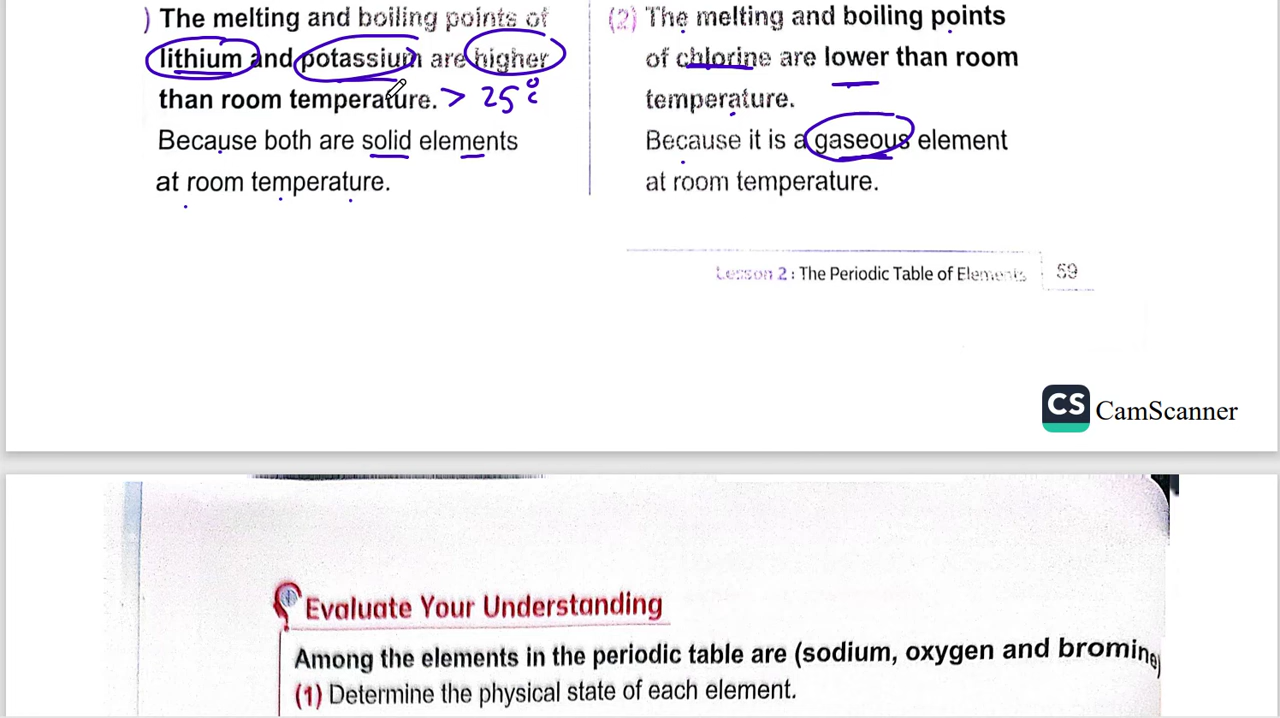 ) The melting and boiling points of
lithium and potassium are higher
than room temperature. > 25°c
Because both are solid elements
at room temperature.
(2) The melting and boiling points
of chlorine are lower than room
temperature.
Because it is a gaseous element
at room temperature.
Lesson 2 : The Periodic Table of Elements 59
CS CamScanner
Evaluate Your Understanding
Among the elements in the periodic table are (sodium, oxygen and bromine)
(1) Determine the physical state of each element.